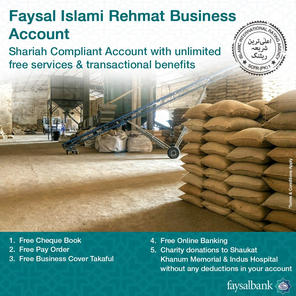 Faysal Islami Rehmat Business
Account
Shariah Compliant Account with unlimited
free services & transactional benefits
1. Free Cheque Book
2. Free Pay Order
3. Free Business Cover Takaful
4. Free Online Banking
5. Charity donations to Shaukat
Khanum Memorial & Indus Hospital
without any deductions in your account
Terms & Conditions Apply
faysalbank